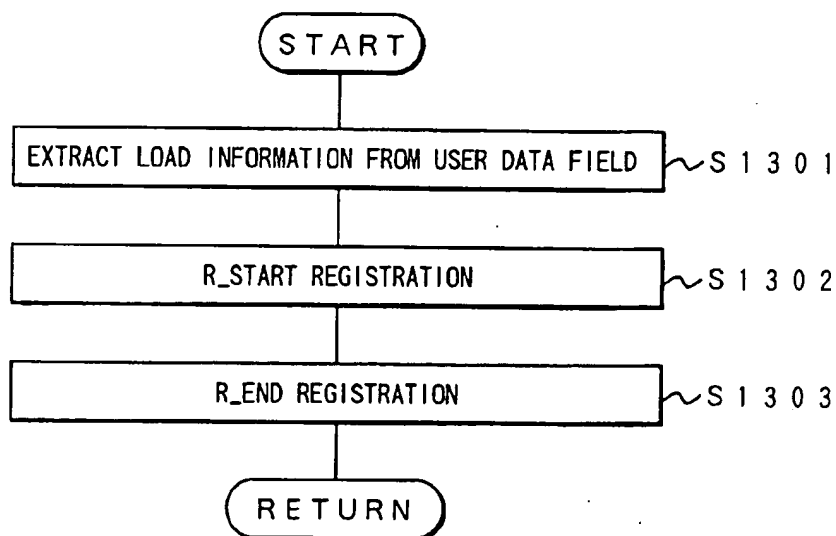 START
EXTRACT LOAD INFORMATION FROM USER DATA FIELD S1301
R_START REGISTRATION S1302
R_END REGISTRATION S1303
RETURN